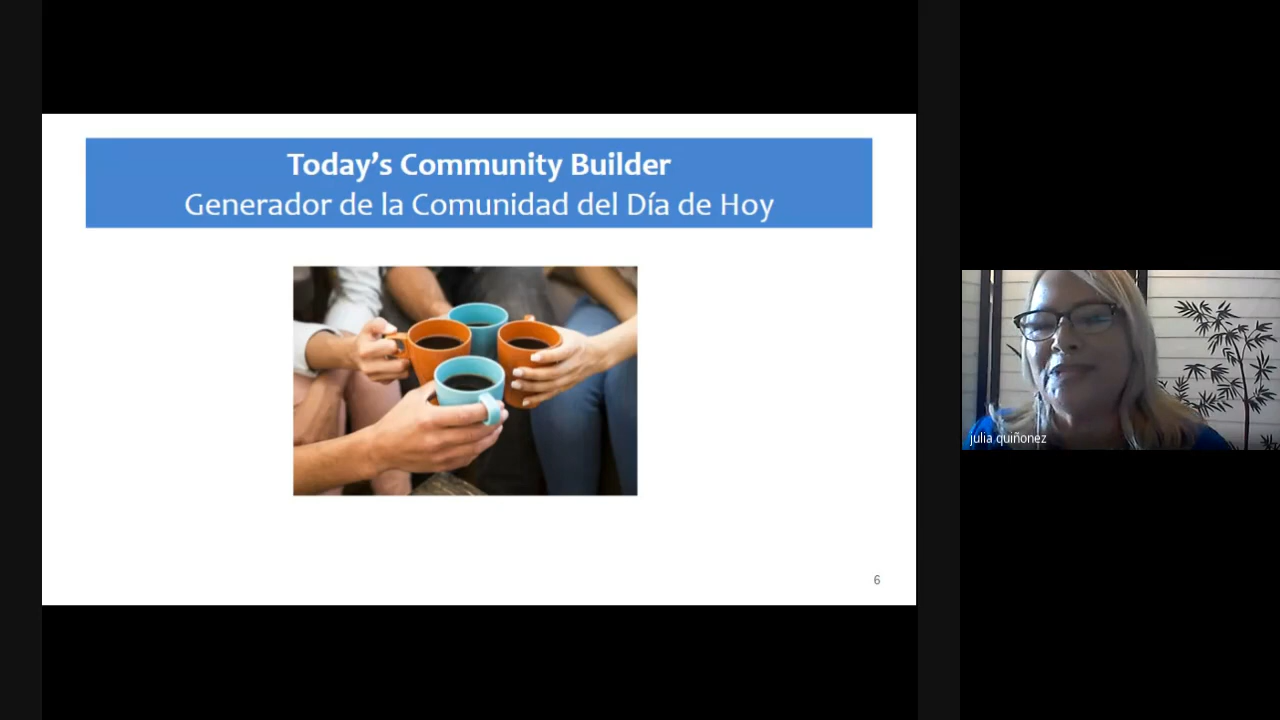 Today’s Community Builder
Generador de la Comunidad del Día de Hoy
6
julia quiñonez